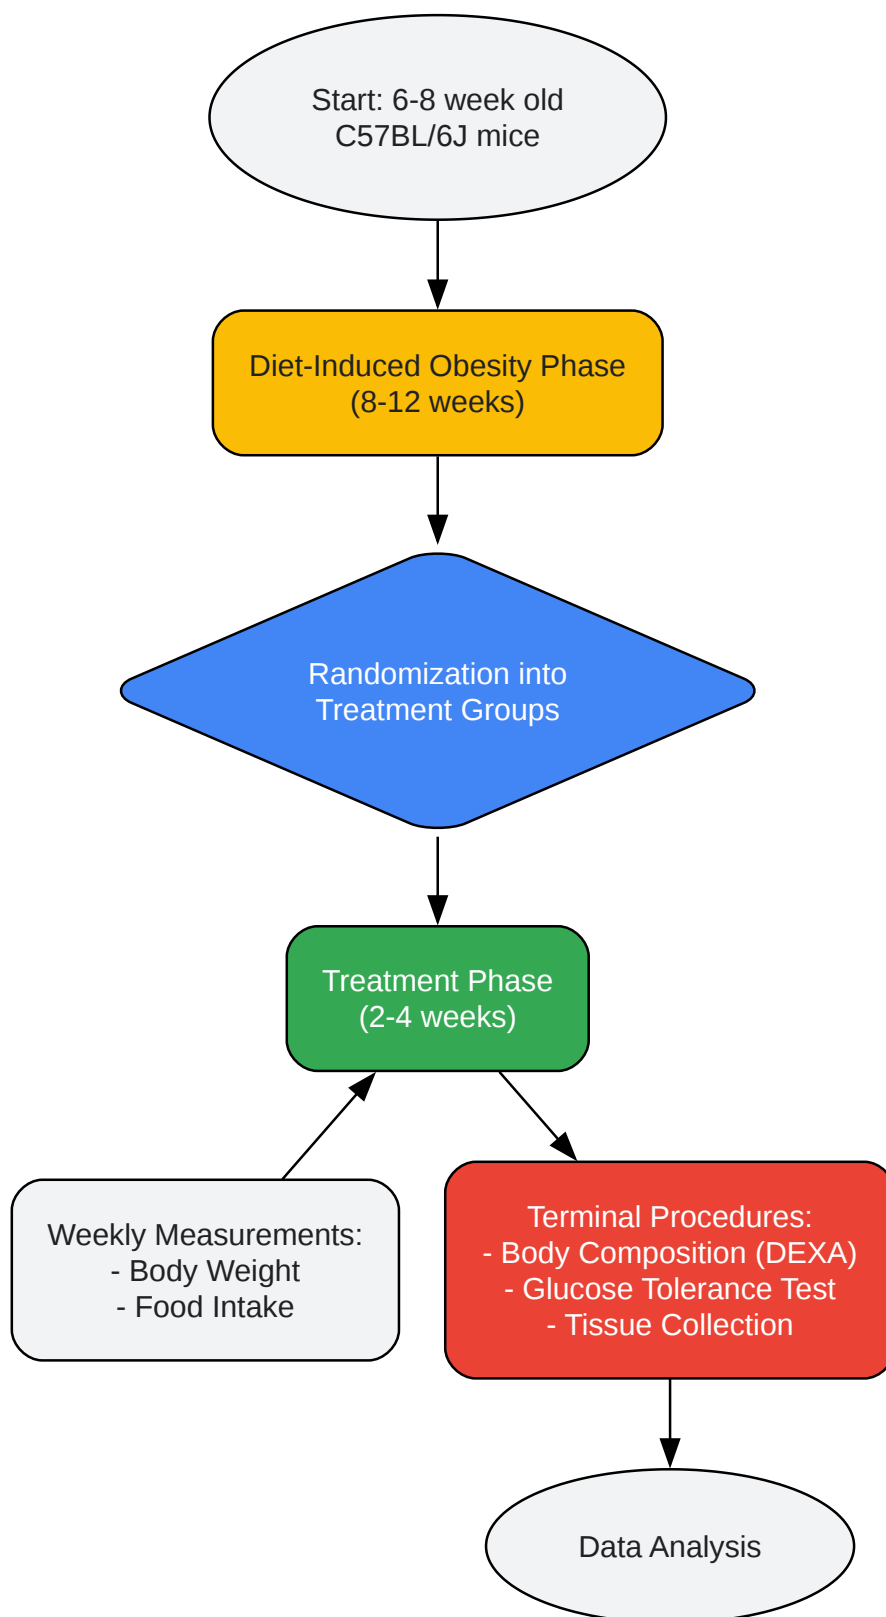 Start: 6-8 week old
C57BL/6J mice
Diet-Induced Obesity Phase
(8-12 weeks)
Randomization into
Treatment Groups
Treatment Phase
(2-4 weeks)
Weekly Measurements:
- Body Weight
- Food Intake
Terminal Procedures:
- Body Composition (DEXA)
- Glucose Tolerance Test
- Tissue Collection
Data Analysis